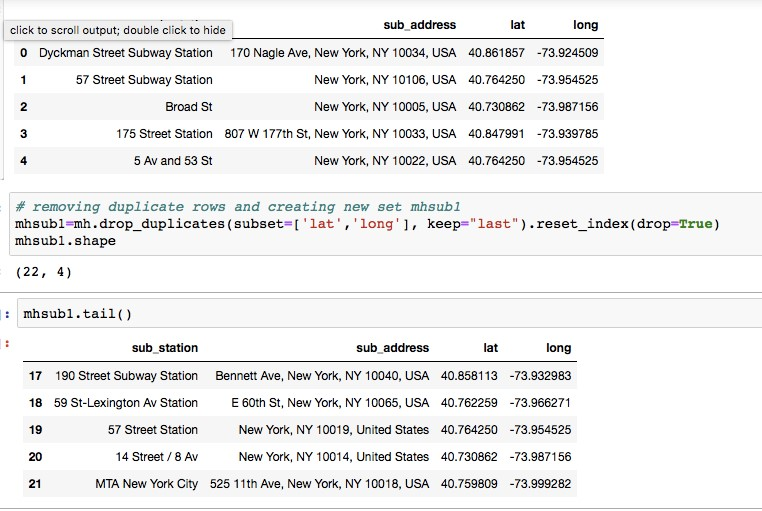 click to scroll output; double click to hide
sub_address lat long
0 Dyckman Street Subway Station 170 Nagle Ave, New York, NY 10034, USA 40.861857 -73.924509
1 57 Street Subway Station New York, NY 10106, USA 40.764250 -73.954525
2 Broad St New York, NY 10005, USA 40.730862 -73.987156
3 175 Street Station 807 W 177th St, New York, NY 10033, USA 40.847991 -73.939785
4 5 Av and 53 St New York, NY 10022, USA 40.764250 -73.954525
# removing duplicate rows and creating new set mhsub1
mhsub1=mh.drop_duplicates(subset=['lat','long'], keep="last").reset_index(drop=True)
mhsub1.shape
(22, 4)
mhsub1.tail()
sub_station sub_address lat long
17 190 Street Subway Station Bennett Ave, New York, NY 10040, USA 40.858113 -73.932983
18 59 St-Lexington Av Station E 60th St, New York, NY 10065, USA 40.762259 -73.966271
19 57 Street Station New York, NY 10019, United States 40.764250 -73.954525
20 14 Street / 8 Av New York, NY 10014, United States 40.730862 -73.987156
21 MTA New York City 525 11th Ave, New York, NY 10018, USA 40.759809 -73.999282